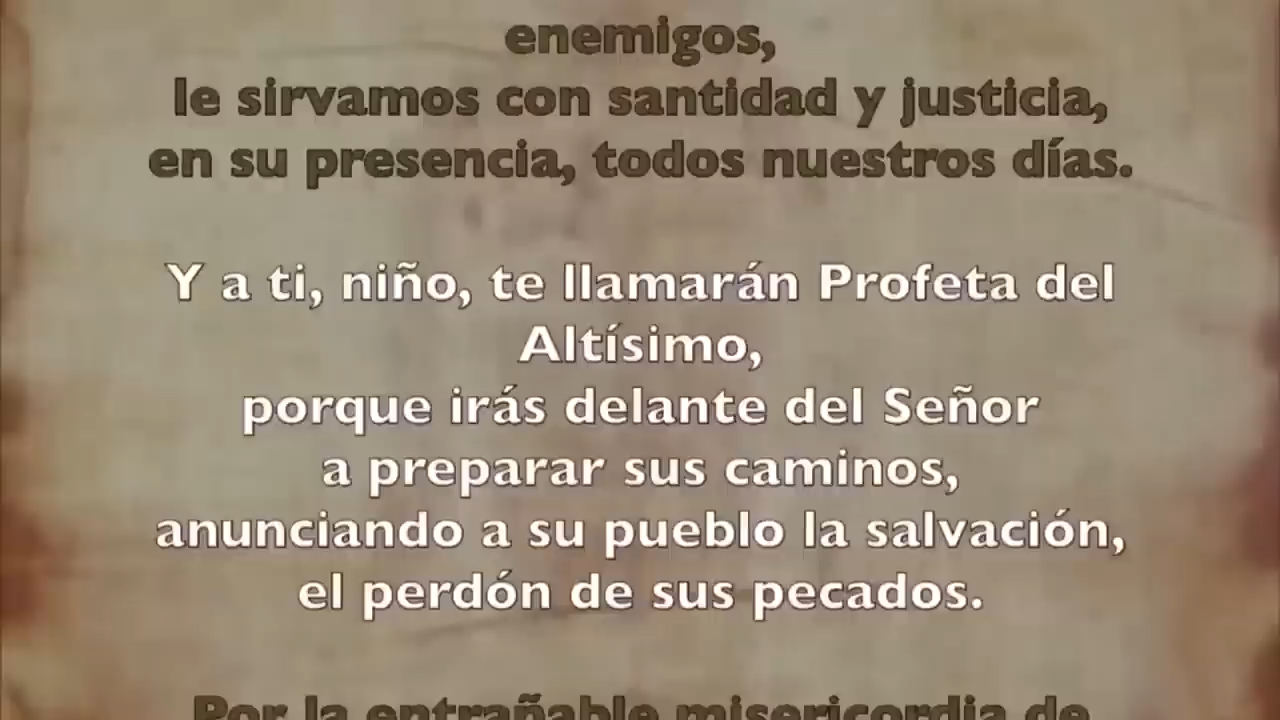 enemigos,
le sirvamos con santidad y justicia,
en su presencia, todos nuestros días.
Y a ti, niño, te llamarán Profeta del
Altísimo,
porque irás delante del Señor
a preparar sus caminos,
anunciando a su pueblo la salvación,
el perdón de sus pecados.
Por la entrañable misericordia de